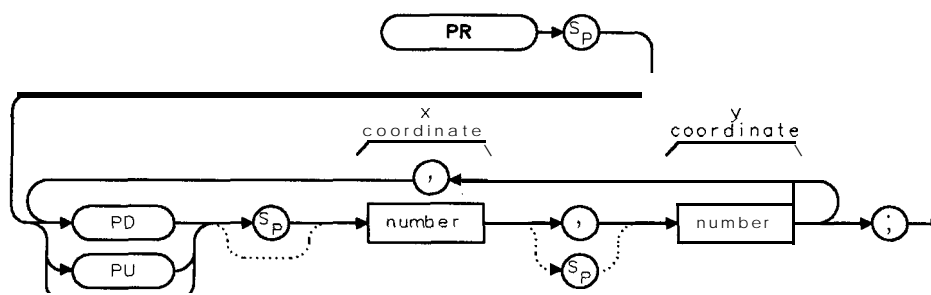 PR SP
x
coordinate
y
coordinate
,
PD SP number , number ;
PU SP